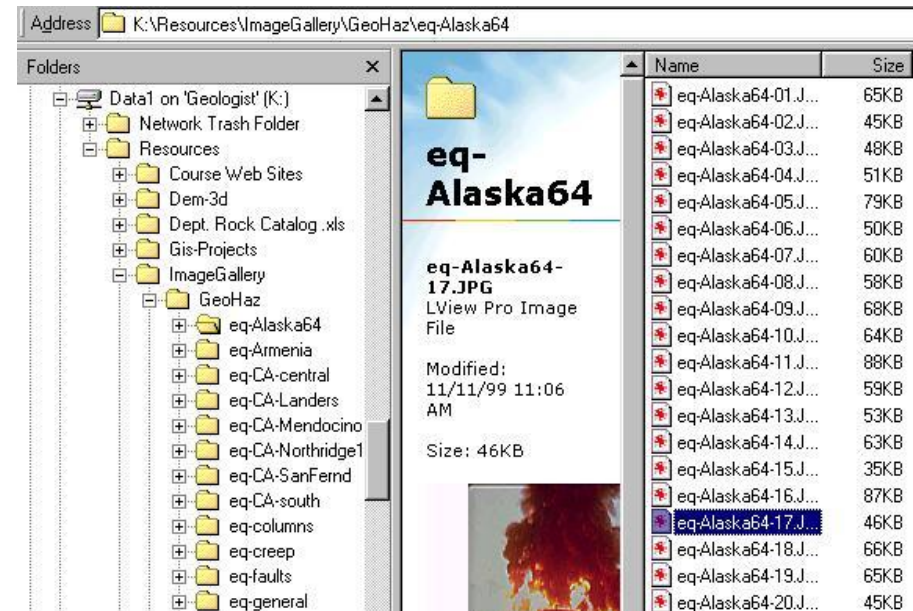 Address K:\Resources\ImageGallery\GeoHaz\eq-Alaska64
Folders ×
Data1 on 'Geologist' (K:)
Network Trash Folder
Resources
Course Web Sites
Dem-3d
Dept. Rock Catalog .xls
Gis-Projects
ImageGallery
GeoHaz
eq-Alaska64
eq-Armenia
eq-CA-central
eq-CA-Landers
eq-CA-Mendocino
eq-CA-Northridge1
eq-CA-SanFernd
eq-CA-south
eq-columns
eq-creep
eq-faults
eq-general
eq-
Alaska64
eq-Alaska64-
17.JPG
LView Pro Image
File
Modified:
11/11/99 11:06
AM
Size: 46KB
Name Size
eq-Alaska64-01.J... 65KB
eq-Alaska64-02.J... 45KB
eq-Alaska64-03.J... 48KB
eq-Alaska64-04.J... 51KB
eq-Alaska64-05.J... 79KB
eq-Alaska64-06.J... 50KB
eq-Alaska64-07.J... 60KB
eq-Alaska64-08.J... 58KB
eq-Alaska64-09.J... 68KB
eq-Alaska64-10.J... 64KB
eq-Alaska64-11.J... 88KB
eq-Alaska64-12.J... 59KB
eq-Alaska64-13.J... 53KB
eq-Alaska64-14.J... 63KB
eq-Alaska64-15.J... 35KB
eq-Alaska64-16.J... 87KB
eq-Alaska64-17.J... 46KB
eq-Alaska64-18.J... 66KB
eq-Alaska64-19.J... 65KB
eq-Alaska64-20.J... 45KB